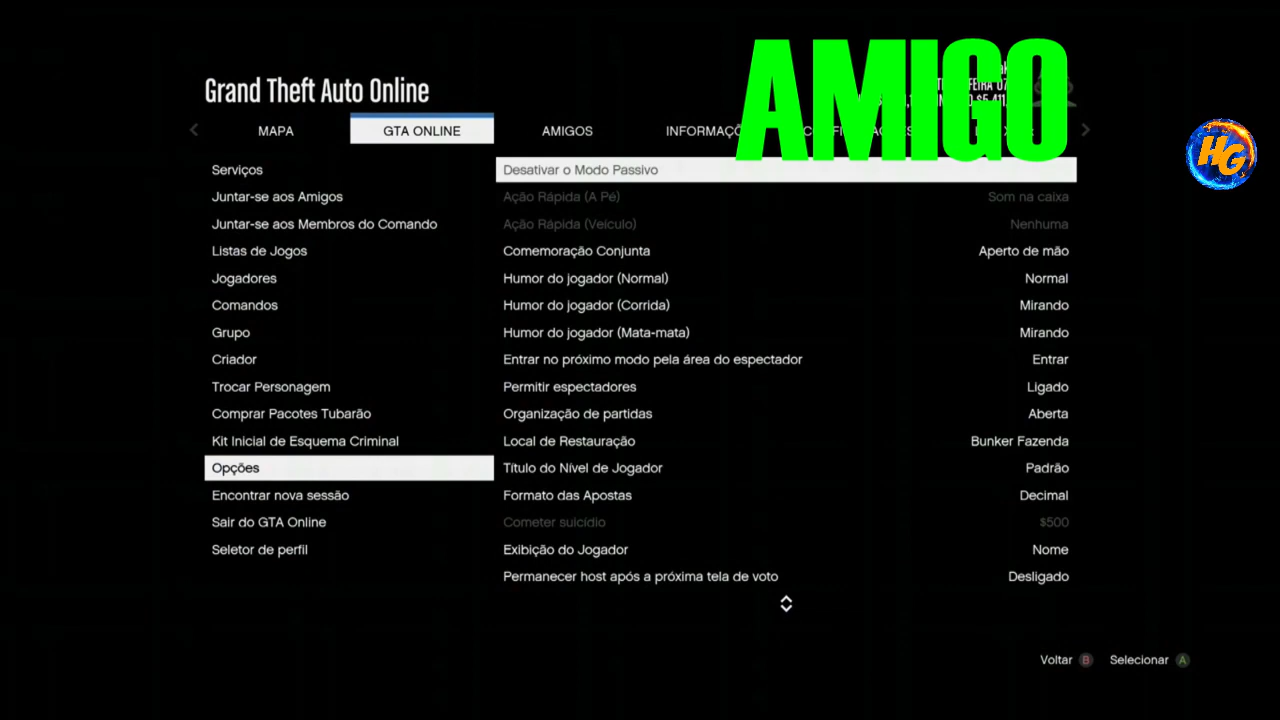 AMIGO
Grand Theft Auto Online
MAPA
GTA ONLINE
AMIGOS
HG
Serviços
Desativar o Modo Passivo
Juntar-se aos Amigos
Ação Rápida (A Pé) Som na caixa
Juntar-se aos Membros do Comando
Ação Rápida (Veículo) Nenhuma
Listas de Jogos
Comemoração Conjunta Aperto de mão
Jogadores
Humor do jogador (Normal) Normal
Comandos
Humor do jogador (Corrida) Mirando
Grupo
Humor do jogador (Mata-mata) Mirando
Criador
Entrar no próximo modo pela área do espectador Entrar
Trocar Personagem
Permitir espectadores Ligado
Comprar Pacotes Tubarão
Organização de partidas Aberta
Kit Inicial de Esquema Criminal
Local de Restauração Bunker Fazenda
Opções
Título do Nível de Jogador Padrão
Encontrar nova sessão
Formato das Apostas Decimal
Sair do GTA Online
Cometer suicídio $500
Seletor de perfil
Exibição do Jogador Nome
Permanecer host após a próxima tela de voto Desligado
Voltar B Selecionar A